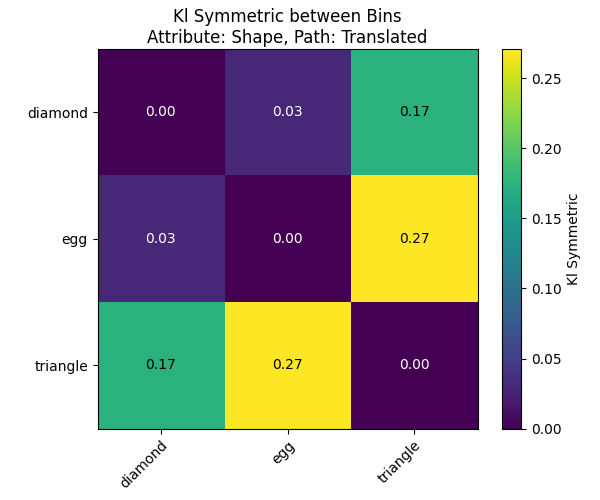 Kl Symmetric between Bins
Attribute: Shape, Path: Translated
diamond 0.00 0.03 0.17
egg 0.03 0.00 0.27
triangle 0.17 0.27 0.00
diamond egg triangle
0.25
0.20
0.15
0.10
0.05
0.00
Kl Symmetric